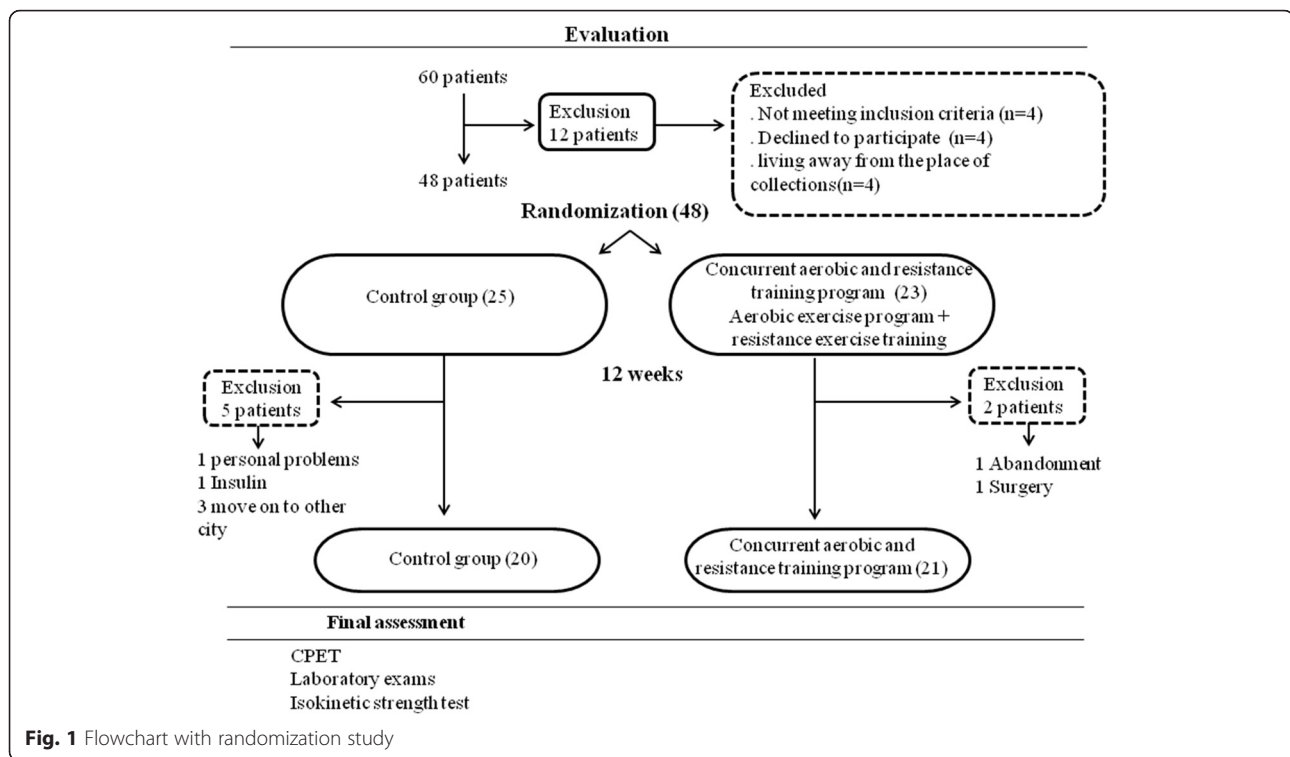 Evaluation
60 patients
Exclusion
12 patients
Excluded
. Not meeting inclusion criteria (n=4)
. Declined to participate (n=4)
. living away from the place of
collections(n=4)
48 patients
Randomization (48)
Control group (25)
Concurrent aerobic and resistance
training program (23)
Aerobic exercise program +
resistance exercise training
12 weeks
Exclusion
5 patients
1 personal problems
1 Insulin
3 move on to other
city
Exclusion
2 patients
1 Abandonment
1 Surgery
Control group (20)
Concurrent aerobic and
resistance training program (21)
Final assessment
CPET
Laboratory exams
Isokinetic strength test
Fig. 1 Flowchart with randomization study